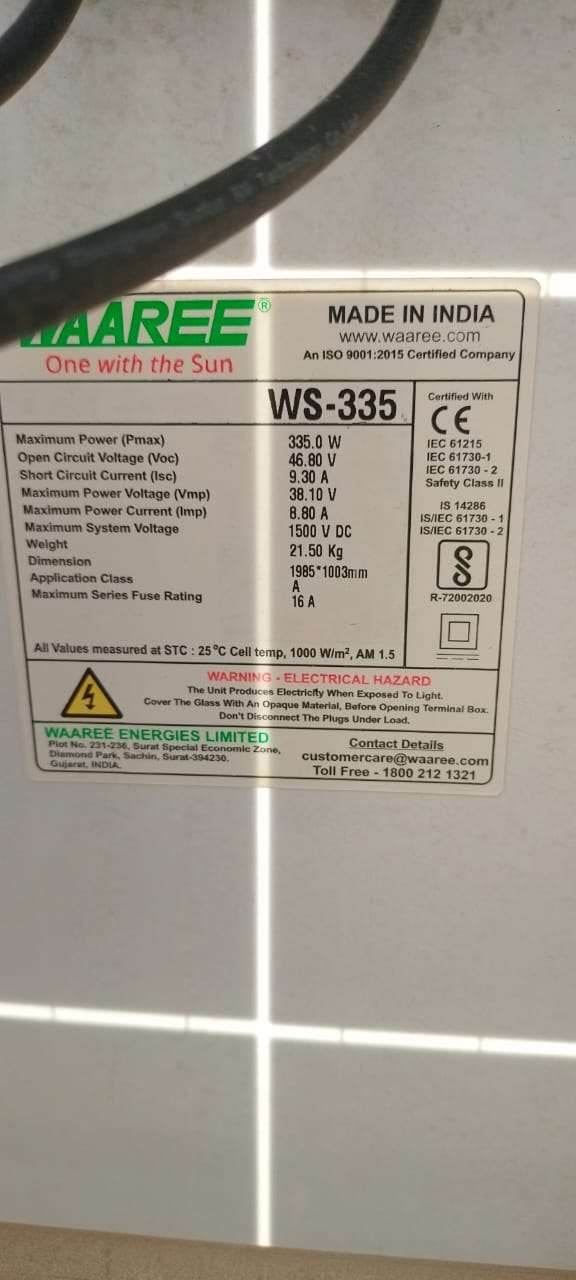 WAAREE®
One with the Sun
MADE IN INDIA
www.waaree.com
An ISO 9001:2015 Certified Company
WS-335
Maximum Power (Pmax) 335.0 W
Open Circuit Voltage (Voc) 46.80 V
Short Circuit Current (Isc) 9.30 A
Maximum Power Voltage (Vmp) 38.10 V
Maximum Power Current (Imp) 8.80 A
Maximum System Voltage 1500 V DC
Weight 21.50 Kg
Dimension 1985*1003mm
Application Class A
Maximum Series Fuse Rating 16 A
All Values measured at STC : 25°C Cell temp, 1000 W/m², AM 1.5
Certified With
CE
IEC 61215
IEC 61730-1
IEC 61730 - 2
Safety Class II
IS 14286
IS/IEC 61730 - 1
IS/IEC 61730 - 2
R-72002020
WARNING - ELECTRICAL HAZARD
The Unit Produces Electricity When Exposed To Light.
Cover The Glass With An Opaque Material, Before Opening Terminal Box.
Don't Disconnect The Plugs Under Load.
WAAREE ENERGIES LIMITED
Plot No. 231-236, Surat Special Economic Zone,
Diamond Park, Sachin, Surat-394230.
Gujarat, INDIA.
Contact Details
customercare@waaree.com
Toll Free - 1800 212 1321